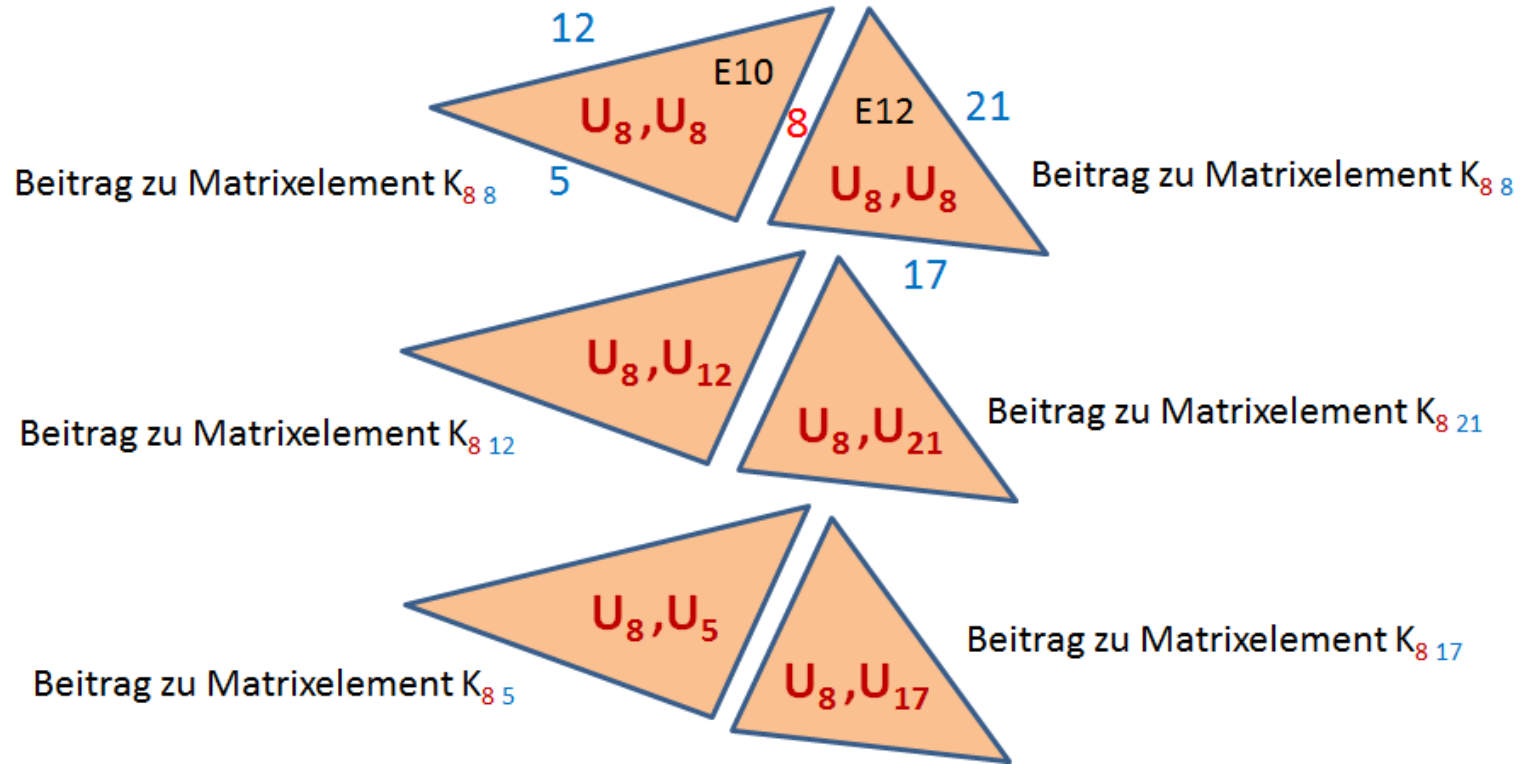 12
E10
U8,U8
8
E12
21
U8,U8
5
Beitrag zu Matrixelement K8 8
Beitrag zu Matrixelement K8 8
17
U8,U12
U8,U21
Beitrag zu Matrixelement K8 12
Beitrag zu Matrixelement K8 21
U8,U5
U8,U17
Beitrag zu Matrixelement K8 5
Beitrag zu Matrixelement K8 17